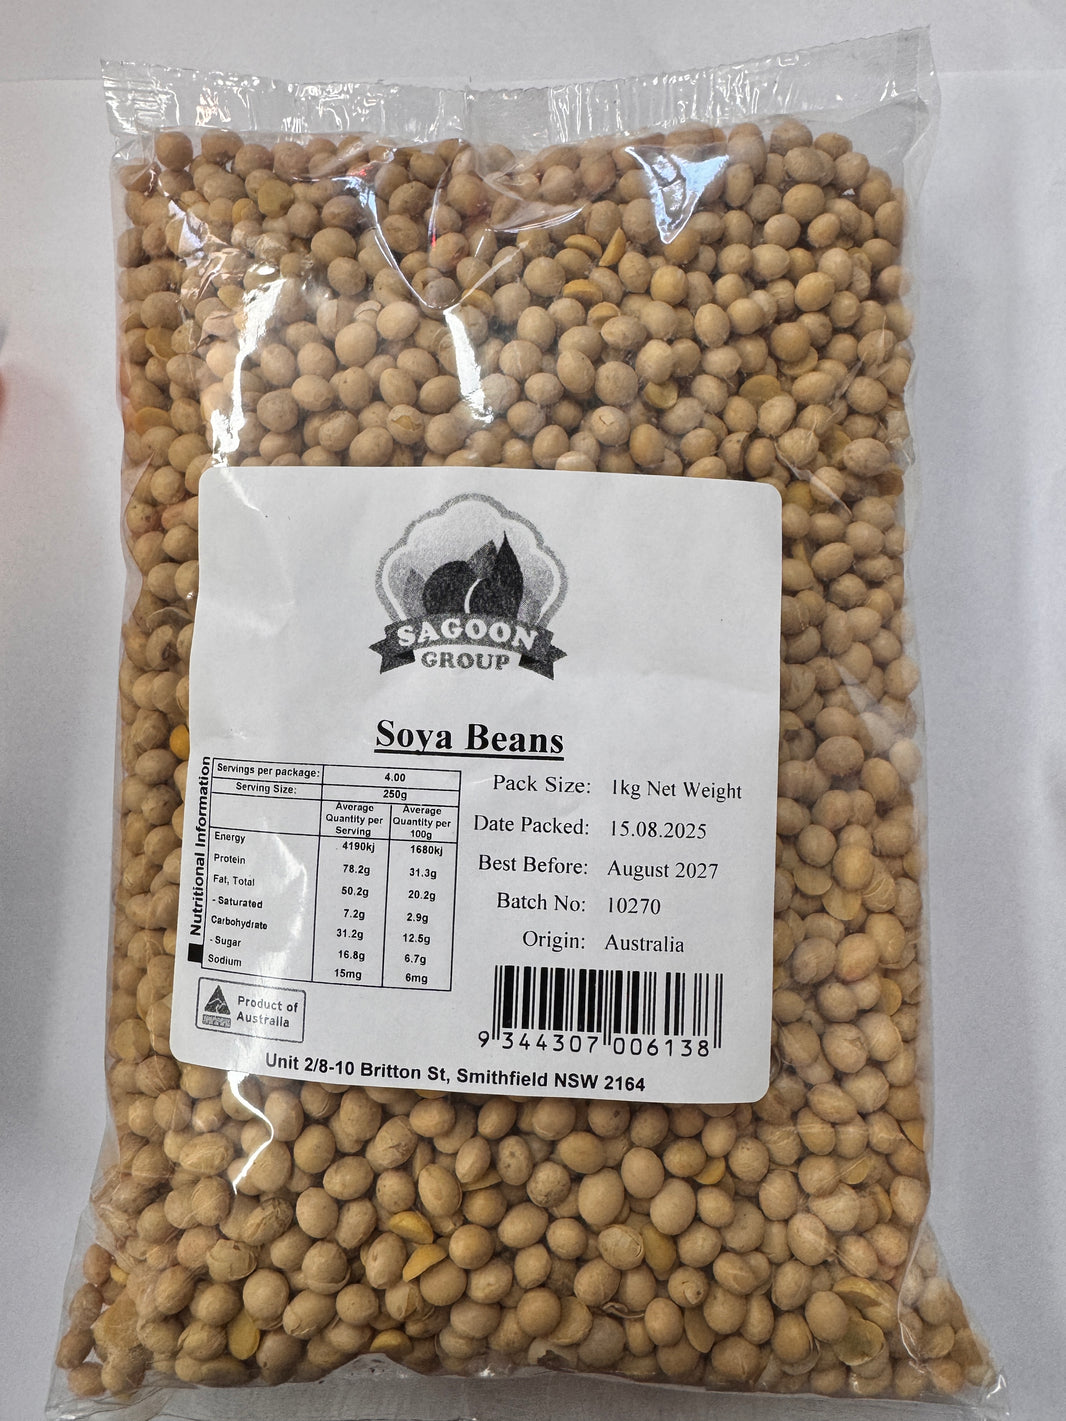 SAGOON
GROUP
Soya Beans
Nutritional Information
Servings per package: 4.00
Serving Size: 250g
Average Quantity per Serving Average Quantity per 100g
Energy 4190kj 1680kj
Protein 78.2g 31.3g
Fat, Total 50.2g 20.2g
- Saturated 7.2g 2.9g
Carbohydrate 31.2g 12.5g
- Sugar 16.8g 6.7g
Sodium 15mg 6mg
Pack Size: 1kg Net Weight
Date Packed: 15.08.2025
Best Before: August 2027
Batch No: 10270
Origin: Australia
Product of
Australia
9 344307 006138
Unit 2/8-10 Britton St, Smithfield NSW 2164